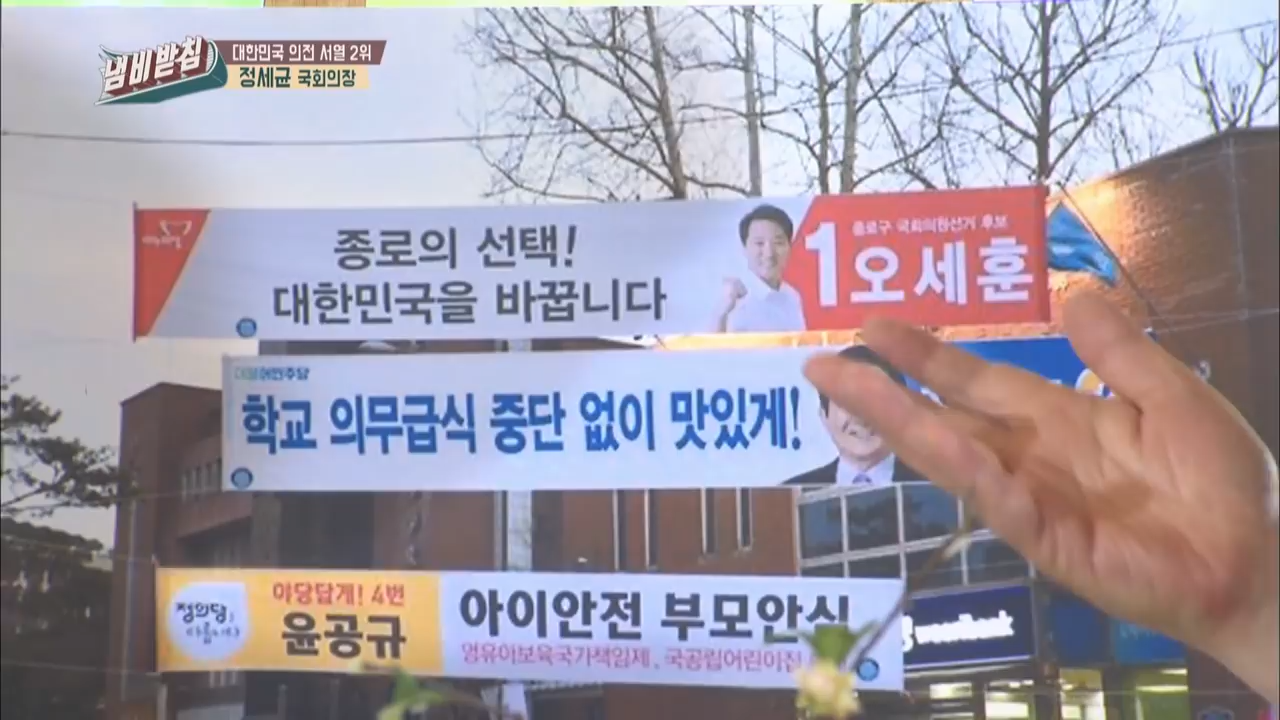 냄비받침
대한민국 의전 서열 2위
정세균 국회의장
종로의 선택!
대한민국을 바꿉니다
종로구 국회의원선거 후보
1 오세훈
더불어민주당
학교 의무급식 중단 없이 맛있게!
정의당
야당답게! 4번
윤공규
아이안전 부모안심
영유아보육국가책임제, 국공립어린이집